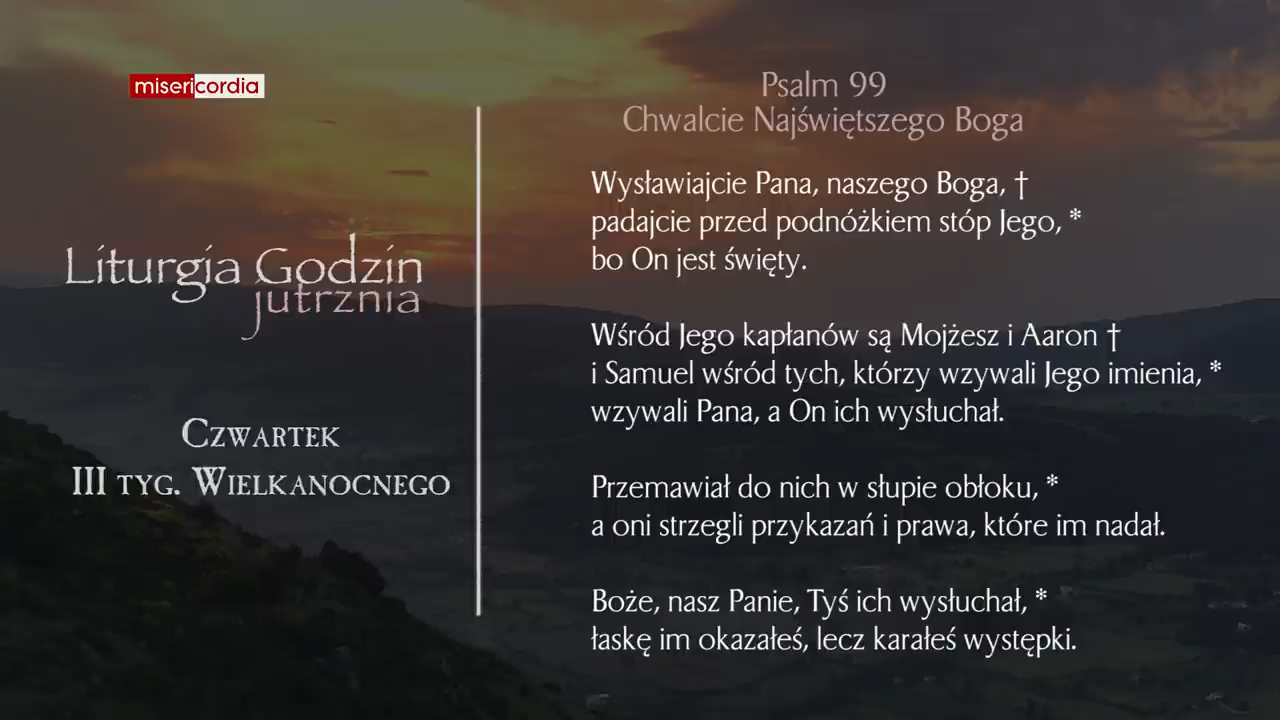 misericordia
Liturgia Godzin
jutrznia
Czwartek
III tyg. Wielkanocnego
Psalm 99
Chwalcie Najświętszego Boga
Wysławiajcie Pana, naszego Boga, †
padajcie przed podnóżkiem stóp Jego, *
bo On jest święty.
Wśród Jego kapłanów są Mojżesz i Aaron †
i Samuel wśród tych, którzy wzywali Jego imienia, *
wzywali Pana, a On ich wysłuchał.
Przemawiał do nich w słupie obłoku, *
a oni strzegli przykazań i prawa, które im nadał.
Boże, nasz Panie, Tyś ich wysłuchał, *
łaskę im okazałeś, lecz karałeś występki.